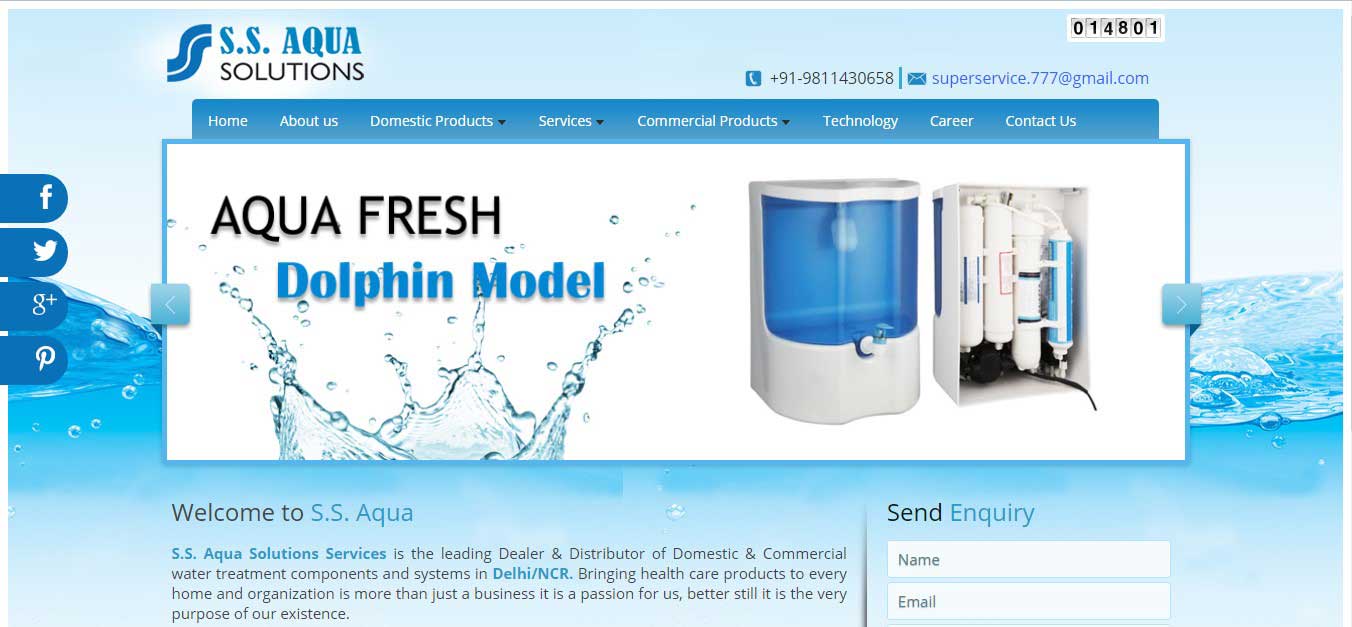 S.S. AQUA
SOLUTIONS
014801
+91-9811430658 superservice.777@gmail.com
Home About us Domestic Products Services Commercial Products Technology Career Contact Us
f
g+
AQUA FRESH
Dolphin Model
Welcome to S.S. Aqua
S.S. Aqua Solutions Services is the leading Dealer & Distributor of Domestic & Commercial
water treatment components and systems in Delhi/NCR. Bringing health care products to every
home and organization is more than just a business it is a passion for us, better still it is the very
purpose of our existence.
Send Enquiry
Name
Email